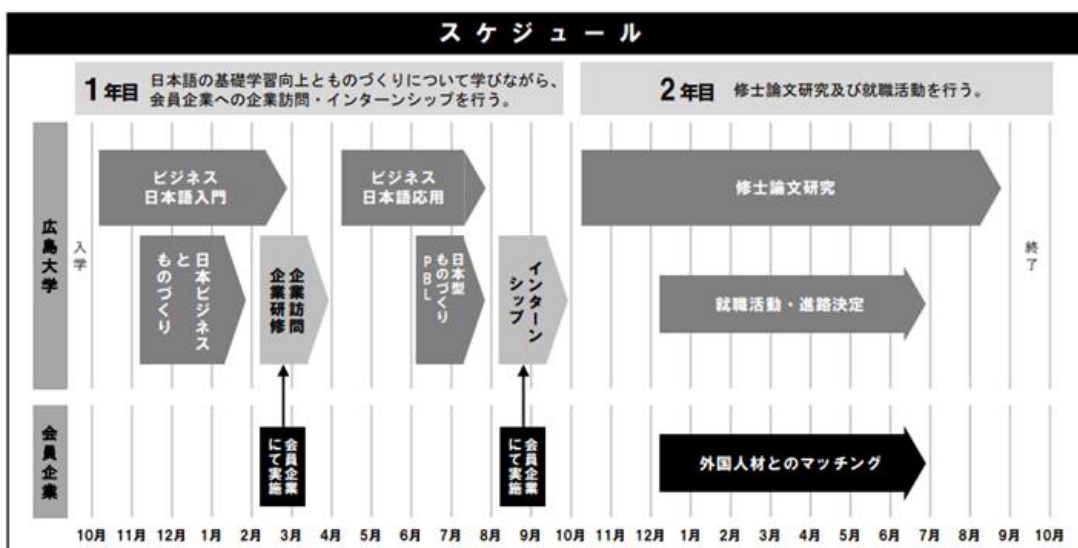 スケジュール
1年目
日本語の基礎学習向上とものづくりについて学びながら、
会員企業への企業訪問・インターンシップを行う。
2年目
修士論文研究及び就職活動を行う。
広島大学
入学
ビジネス
日本語入門
ビジネス
日本語応用
修士論文研究
日本ビジネス
と
ものづくり
企業訪問
企業研修
日本型
ものづくり
PBL
インターン
シップ
就職活動・進路決定
終了
会員企業
会員企業
にて実施
会員企業
にて実施
外国人材とのマッチング
10月 11月 12月 1月 2月 3月 4月 5月 6月 7月 8月 9月 10月 11月 12月 1月 2月 3月 4月 5月 6月 7月 8月 9月 10月